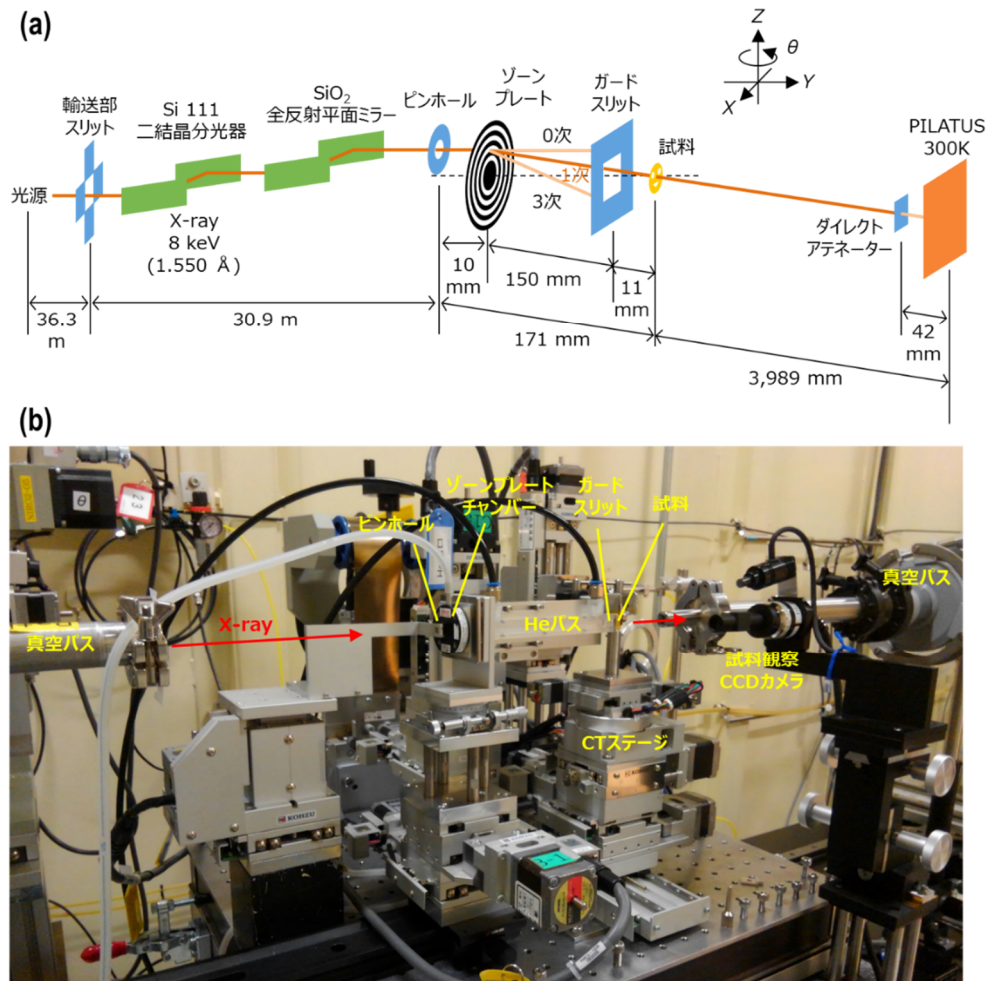 (a)
Z
θ
Y
X
輸送部
スリット
Si 111
二結晶分光器
SiO2
全反射平面ミラー
ピンホール
ゾーン
プレート
ガード
スリット
0次
1次
3次
試料
PILATUS
300K
光源
X-ray
8 keV
(1.550 Å)
ダイレクト
アテネーター
10
mm
150 mm
11
mm
42
mm
36.3
m
30.9 m
171 mm
3,989 mm
(b)
θ
ゾーンプレート
チャンバー
ガード
スリット
試料
ピンホール
真空パス
X-ray
Heパス
真空パス
試料観察
CCDカメラ
CTステージ
KOHZU